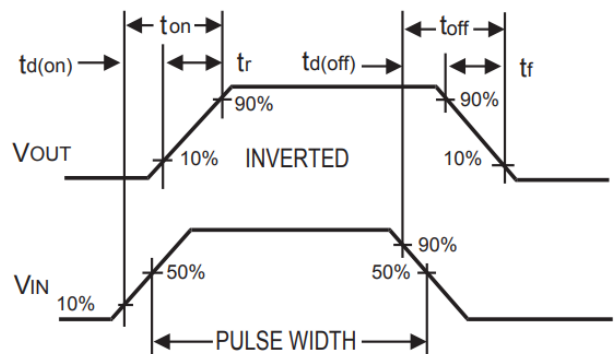 ton
toff
td(on)
tr
td(off)
tf
90%
90%
VOUT
10%
INVERTED
10%
90%
VIN
50%
50%
10%
PULSE WIDTH